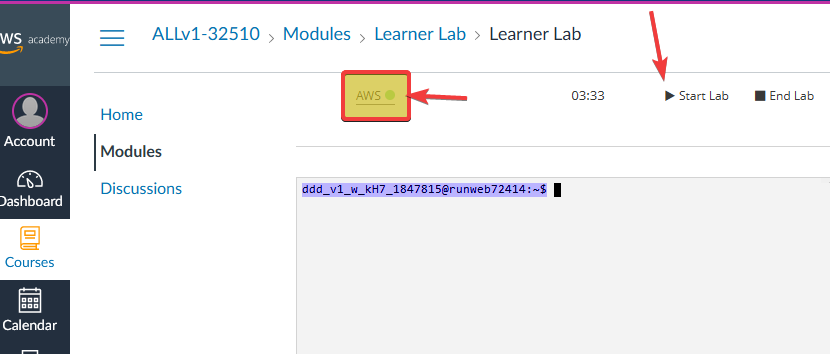 ALLv1-32510 > Modules > Learner Lab > Learner Lab
WS academy
AWS
03:33
Start Lab
End Lab
Home
Account
Modules
Discussions
ddd_v1_w_kH7_1847815@runweb72414:~$
Dashboard
Courses
Calendar